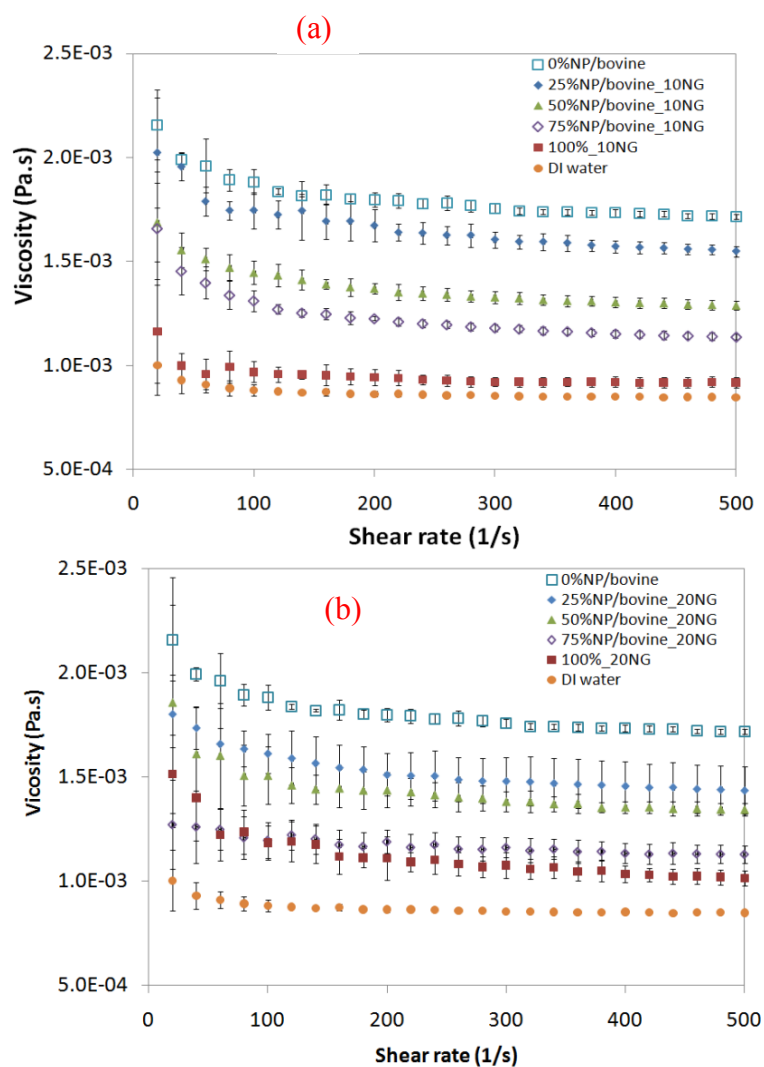 (a)
2.5E-03
2.0E-03
1.5E-03
1.0E-03
5.0E-04
Viscosity (Pa.s)
0%NP/bovine
25%NP/bovine_10NG
50%NP/bovine_10NG
75%NP/bovine_10NG
100%_10NG
DI water
0 100 200 300 400 500
Shear rate (1/s)
(b)
2.5E-03
2.0E-03
1.5E-03
1.0E-03
5.0E-04
Vicosity (Pa.s)
0%NP/bovine
25%NP/bovine_20NG
50%NP/bovine_20NG
75%NP/bovine_20NG
100%_20NG
DI water
0 100 200 300 400 500
Shear rate (1/s)